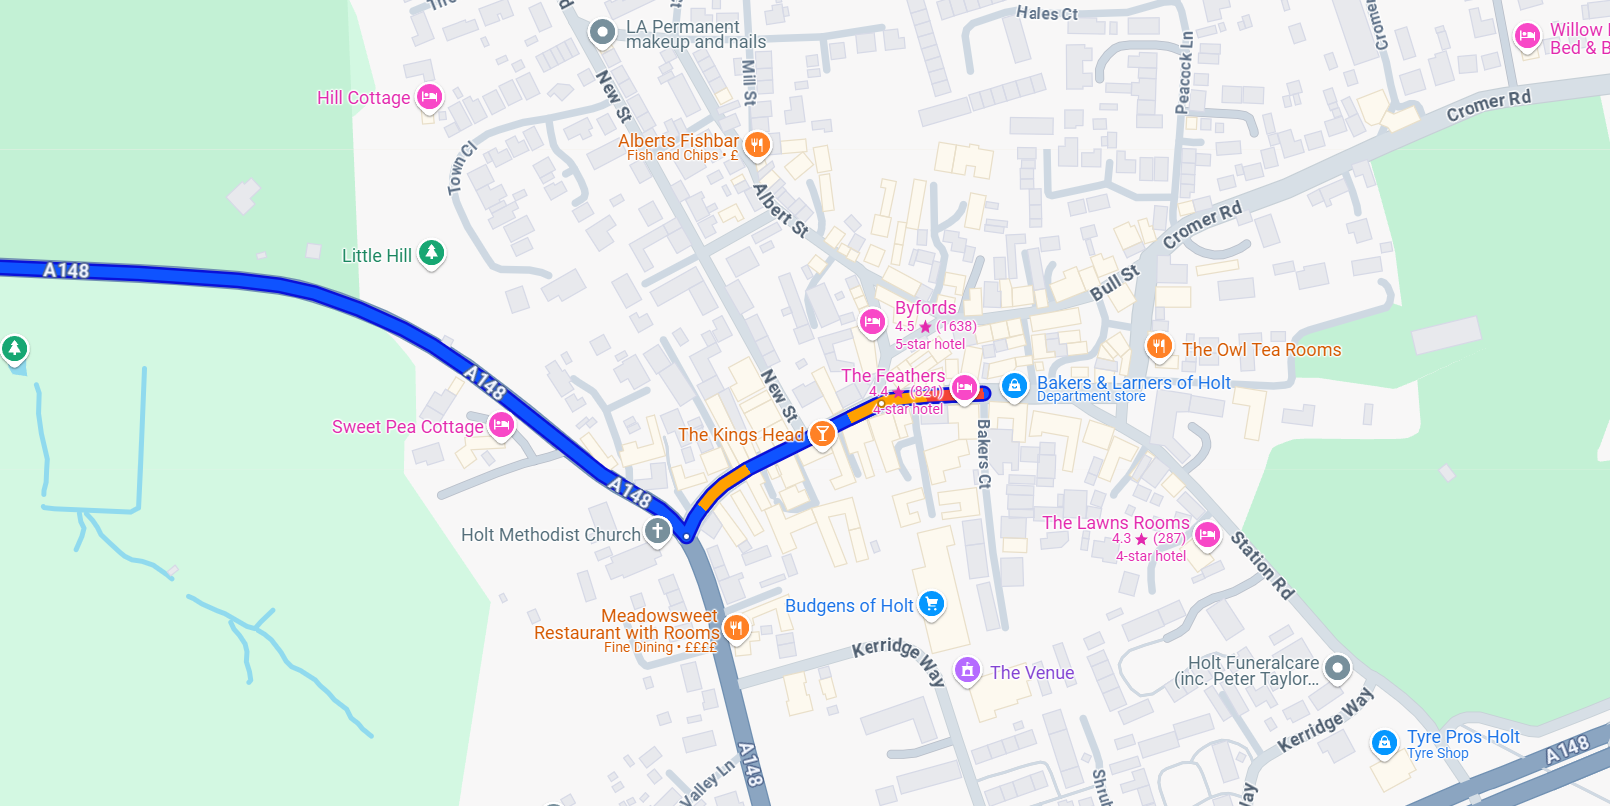 Hales Ct
Cromer
LA Permanent
makeup and nails
Willow
Bed & B
Mill St
Peacock Ln
New St
Hill Cottage
Cromer Rd
Alberts Fishbar
Fish and Chips • £
Town Cl
Albert St
Cromer Rd
Little Hill
A148
Bull St
Byfords
4.5 ★ (1638)
5-star hotel
The Owl Tea Rooms
A148
The Feathers
4.4 ★ (821)
4-star hotel
Bakers & Larners of Holt
Department store
New St
Sweet Pea Cottage
The Kings Head
Bakers Ct
A148
Holt Methodist Church
The Lawns Rooms
4.3 ★ (287)
4-star hotel
Station Rd
Budgens of Holt
Meadowsweet
Restaurant with Rooms
Fine Dining • ££££
Kerridge Way
The Venue
Holt Funeralcare
(inc. Peter Taylor...
Kerridge Way
Tyre Pros Holt
Tyre Shop
A148
A148
Valley Ln